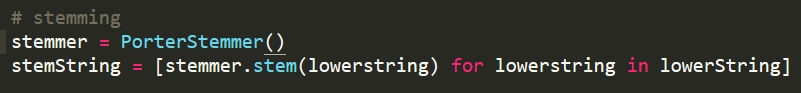 # stemming
stemmer = PorterStemmer()
stemString = [stemmer.stem(lowerstring) for lowerstring in lowerString]